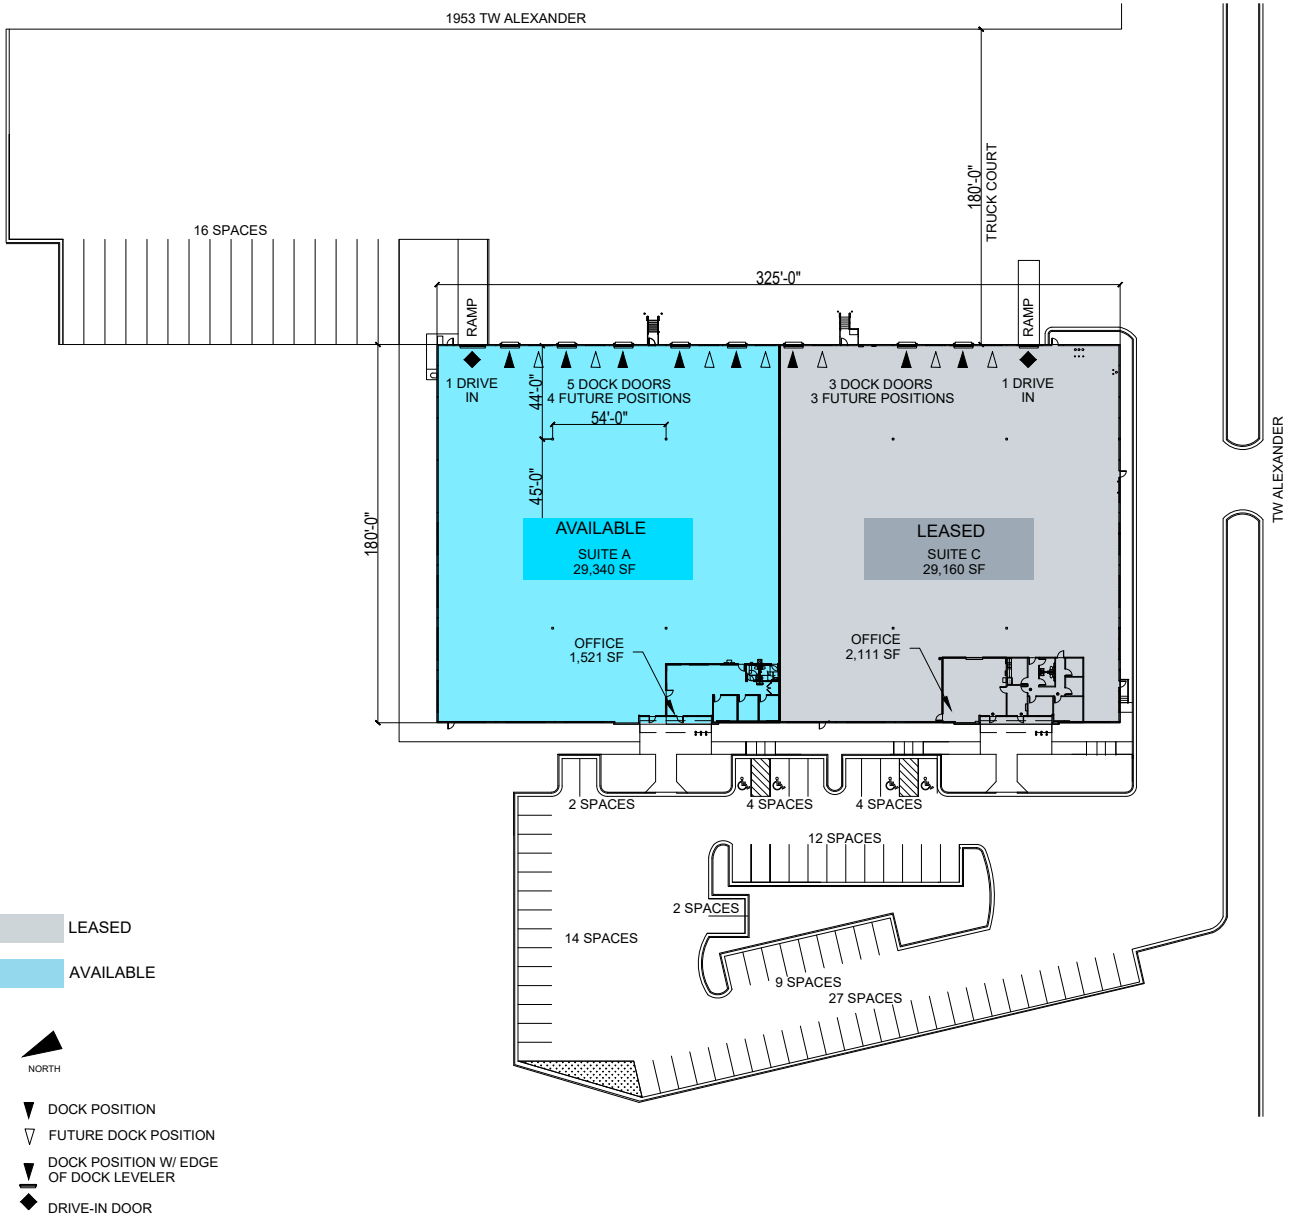 1953 TW ALEXANDER
180'-0"
TRUCK COURT
16 SPACES
325'-0"
RAMP
RAMP
1 DRIVE
IN
44'-0"
5 DOCK DOORS
4 FUTURE POSITIONS
3 DOCK DOORS
3 FUTURE POSITIONS
1 DRIVE
IN
54'-0"
45'-0"
TW ALEXANDER
180'-0"
AVAILABLE
SUITE A
29,340 SF
LEASED
SUITE C
29,160 SF
OFFICE
1,521 SF
OFFICE
2,111 SF
2 SPACES
4 SPACES
4 SPACES
12 SPACES
2 SPACES
14 SPACES
9 SPACES
27 SPACES
LEASED
AVAILABLE
NORTH
DOCK POSITION
FUTURE DOCK POSITION
DOCK POSITION W/ EDGE
OF DOCK LEVELER
DRIVE-IN DOOR